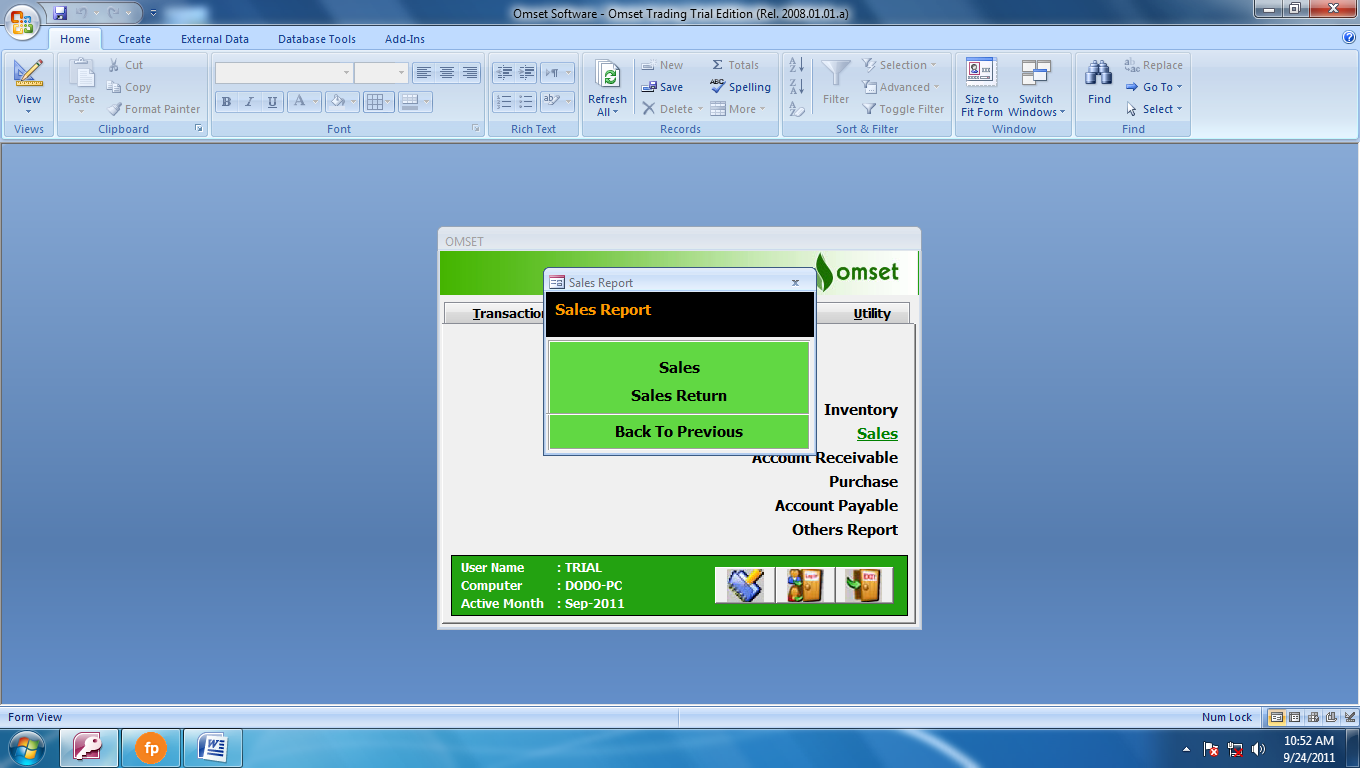 Omset Software - Omset Trading Trial Edition (Rel. 2008.01.01.a)
Home Create External Data Database Tools Add-Ins
View
Views
Paste
Cut
Copy
Format Painter
Clipboard
B I U A
Font
ab
Rich Text
Refresh All
New
Save
Delete
Totals
Spelling
More
Records
Filter
Selection
Advanced
Toggle Filter
Sort & Filter
Size to Fit Form
Switch Windows
Window
Find
Replace
Go To
Select
Find
OMSET
omset
Transaction
Utility
Sales Report
Sales Report
Sales
Sales Return
Back To Previous
Inventory
Sales
Account Receivable
Purchase
Account Payable
Others Report
User Name : TRIAL
Computer : DODO-PC
Active Month : Sep-2011
EXIT
Form View
Num Lock
fp
10:52 AM
9/24/2011